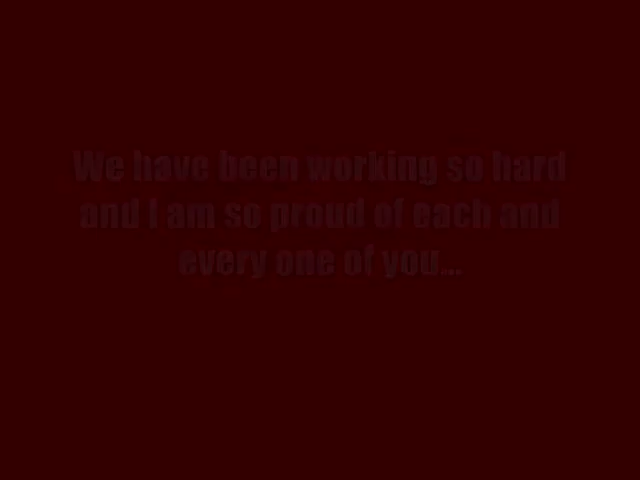 We have been working so hard
and I am so proud of each and
every one of you...